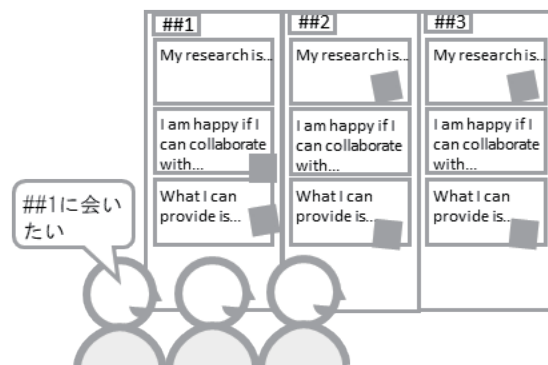 ##1
My research is...
I am happy if I
can collaborate
with...
What I can
provide is...
##2
My research is...
I am happy if I
can collaborate
with...
What I can
provide is...
##3
My research is...
I am happy if I
can collaborate
with...
What I can
provide is...
##1に会い
たい